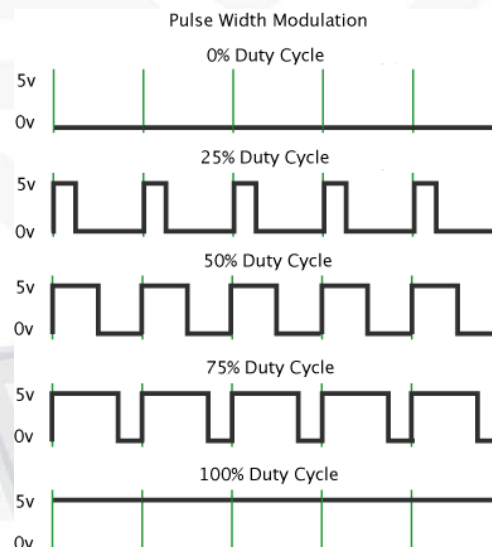 Pulse Width Modulation
0% Duty Cycle
5v
0v
25% Duty Cycle
5v
0v
50% Duty Cycle
5v
0v
75% Duty Cycle
5v
0v
100% Duty Cycle
5v
0v